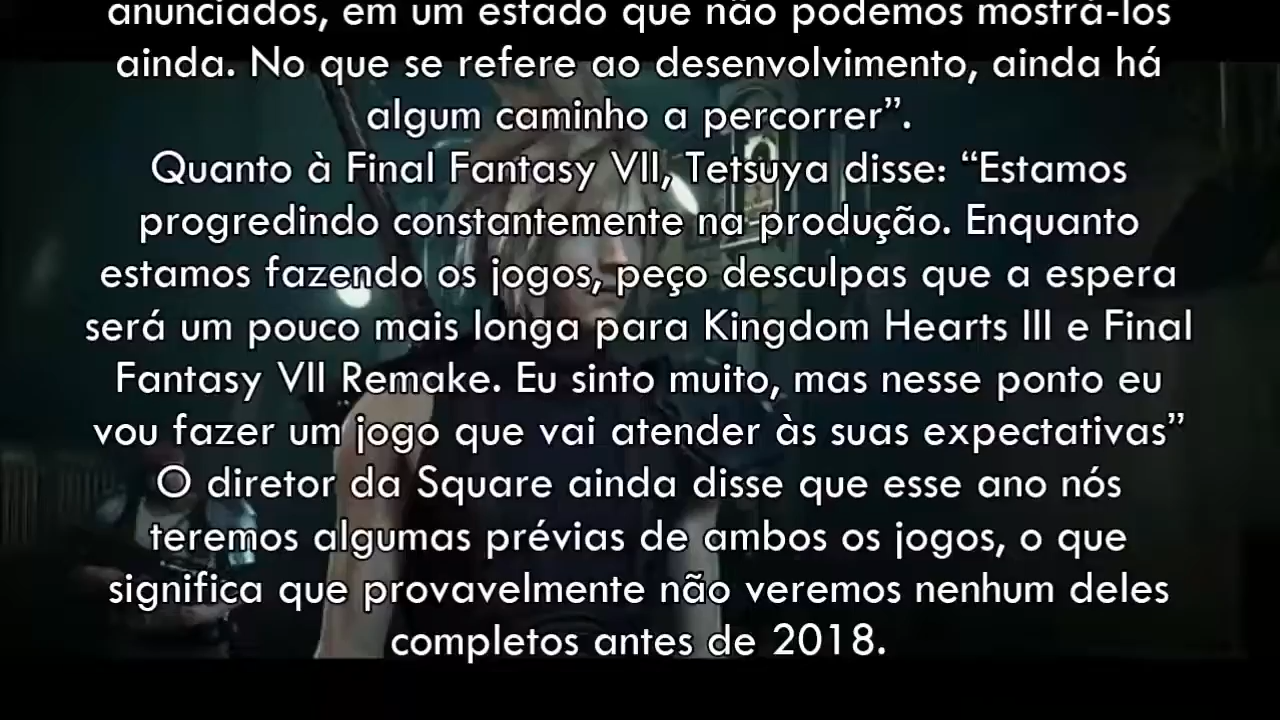 anunciados, em um estado que não podemos mostrá-los
ainda. No que se refere ao desenvolvimento, ainda há
algum caminho a percorrer”.
Quanto à Final Fantasy VII, Tetsuya disse: “Estamos
progredindo constantemente na produção. Enquanto
estamos fazendo os jogos, peço desculpas que a espera
será um pouco mais longa para Kingdom Hearts III e Final
Fantasy VII Remake. Eu sinto muito, mas nesse ponto eu
vou fazer um jogo que vai atender às suas expectativas”
O diretor da Square ainda disse que esse ano nós
teremos algumas prévias de ambos os jogos, o que
significa que provavelmente não veremos nenhum deles
completos antes de 2018.